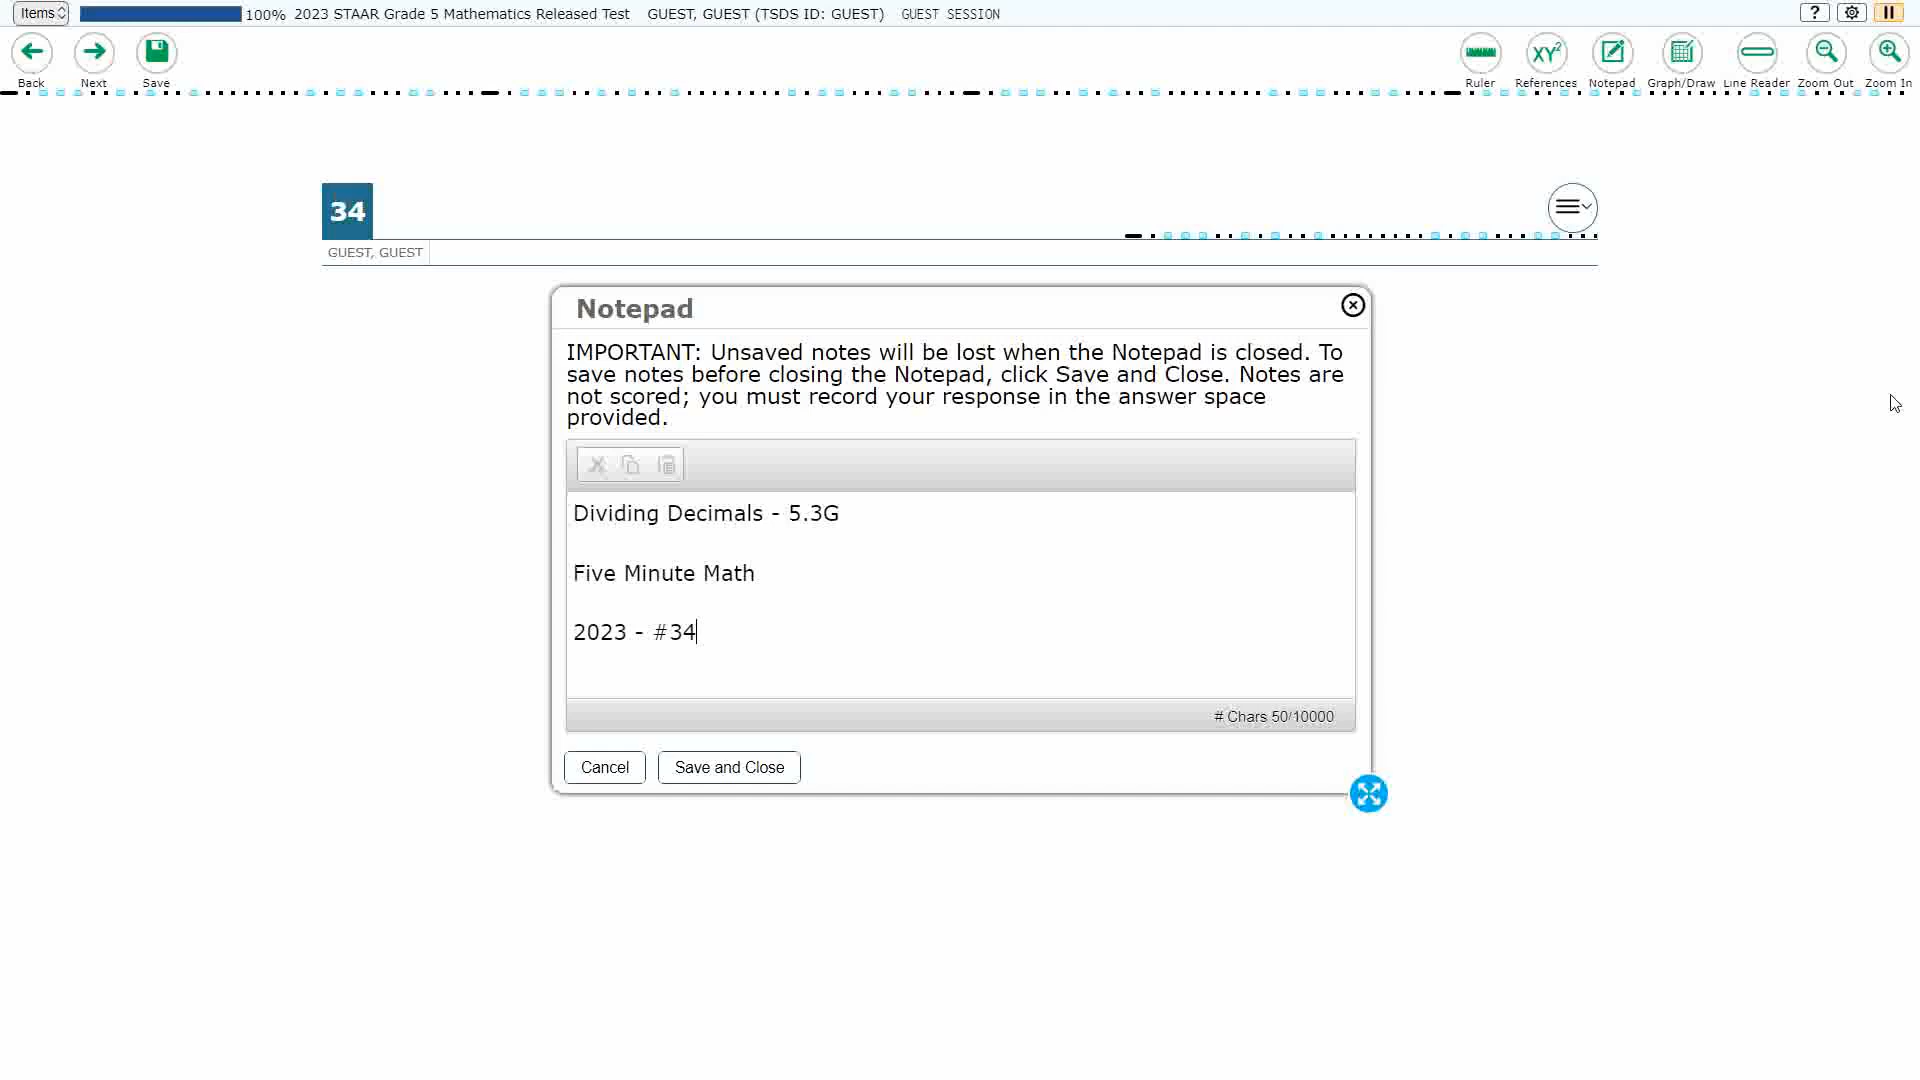 Items 100% 2023 STAAR Grade 5 Mathematics Released Test GUEST, GUEST (TSDS ID: GUEST) GUEST SESSION ?
Back Next Save XY² Ruler References Notepad Graph/Draw Line Reader Zoom Out Zoom In
34
GUEST, GUEST
Notepad
IMPORTANT: Unsaved notes will be lost when the Notepad is closed. To
save notes before closing the Notepad, click Save and Close. Notes are
not scored; you must record your response in the answer space
provided.
Dividing Decimals - 5.3G
Five Minute Math
2023 - #34
# Chars 50/10000
Cancel Save and Close